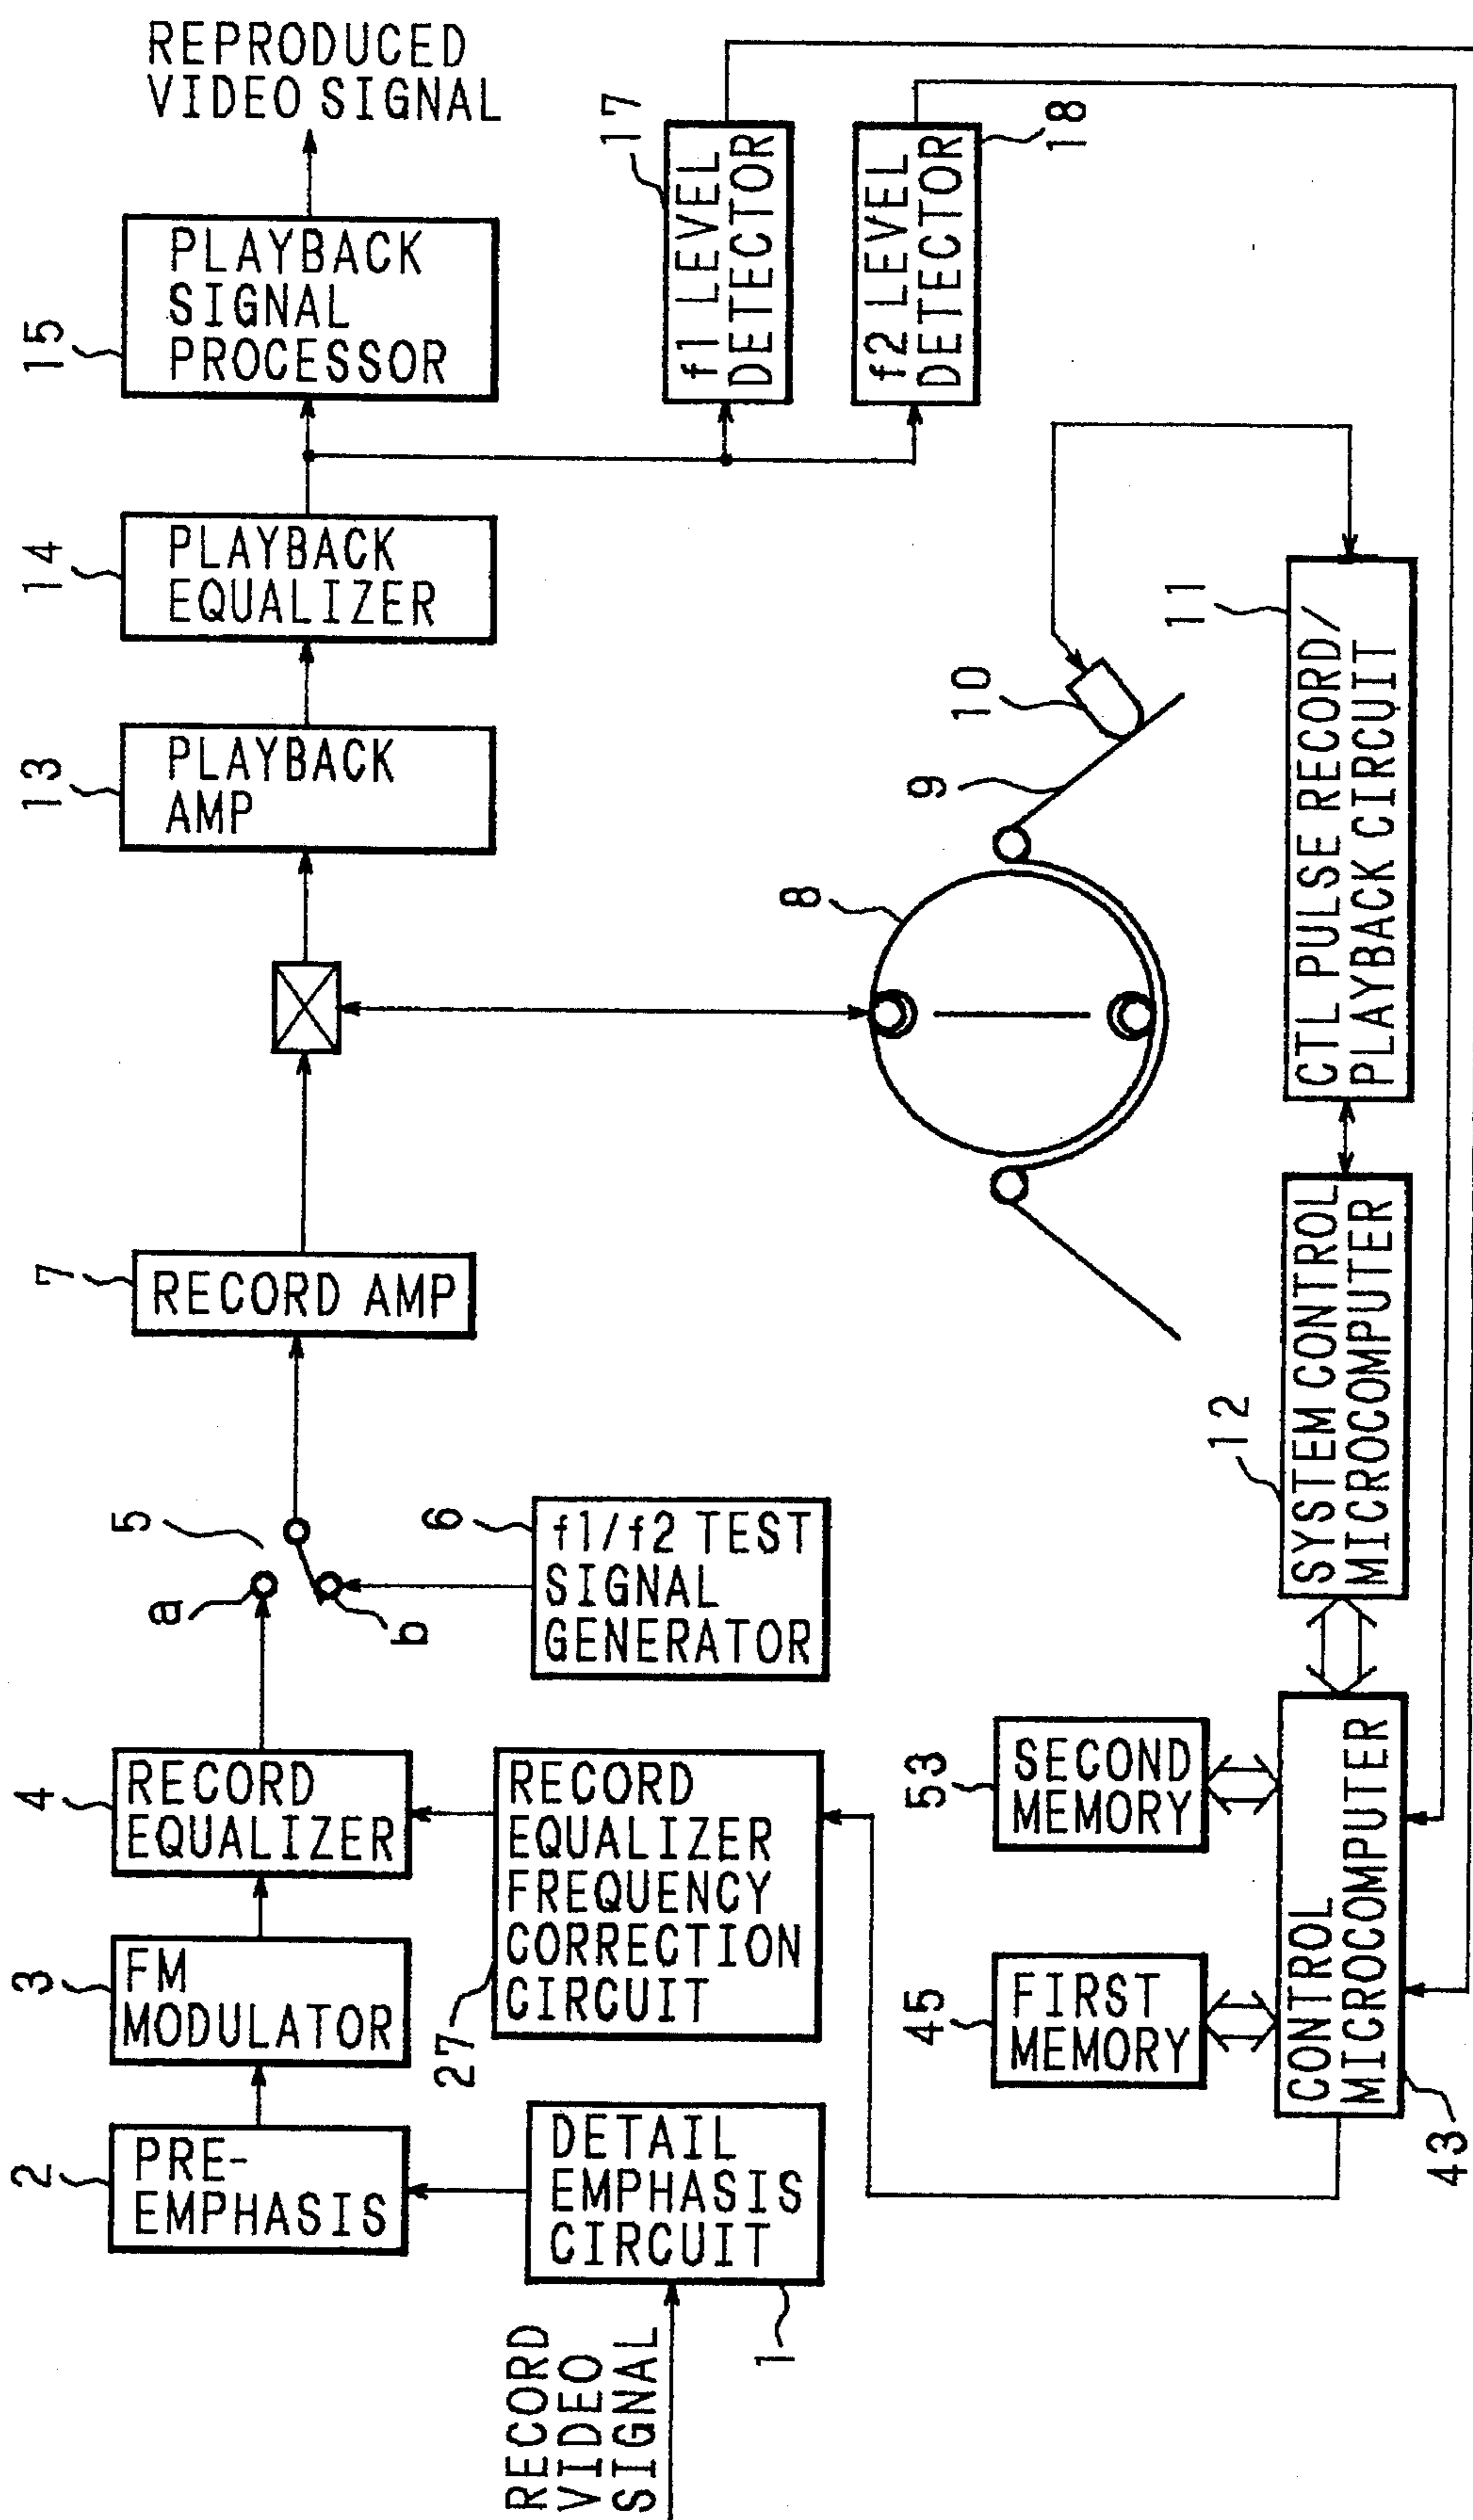 REPRODUCED
VIDEO SIGNAL
15
PLAYBACK
SIGNAL
PROCESSOR
17
f1 LEVEL
DETECTOR
18
f2 LEVEL
DETECTOR
14
PLAYBACK
EQUALIZER
13
PLAYBACK
AMP
10
9
8
11
CTL PULSE RECORD/
PLAYBACK CIRCUIT
7
RECORD AMP
12
SYSTEM CONTROL
MICROCOMPUTER
5
a
b
6
f1/f2 TEST
SIGNAL
GENERATOR
4
RECORD
EQUALIZER
27
RECORD
EQUALIZER
FREQUENCY
CORRECTION
CIRCUIT
53
SECOND
MEMORY
45
FIRST
MEMORY
43
CONTROL
MICROCOMPUTER
3
FM
MODULATOR
2
PRE-
EMPHASIS
1
DETAIL
EMPHASIS
CIRCUIT
RECORD
VIDEO
SIGNAL